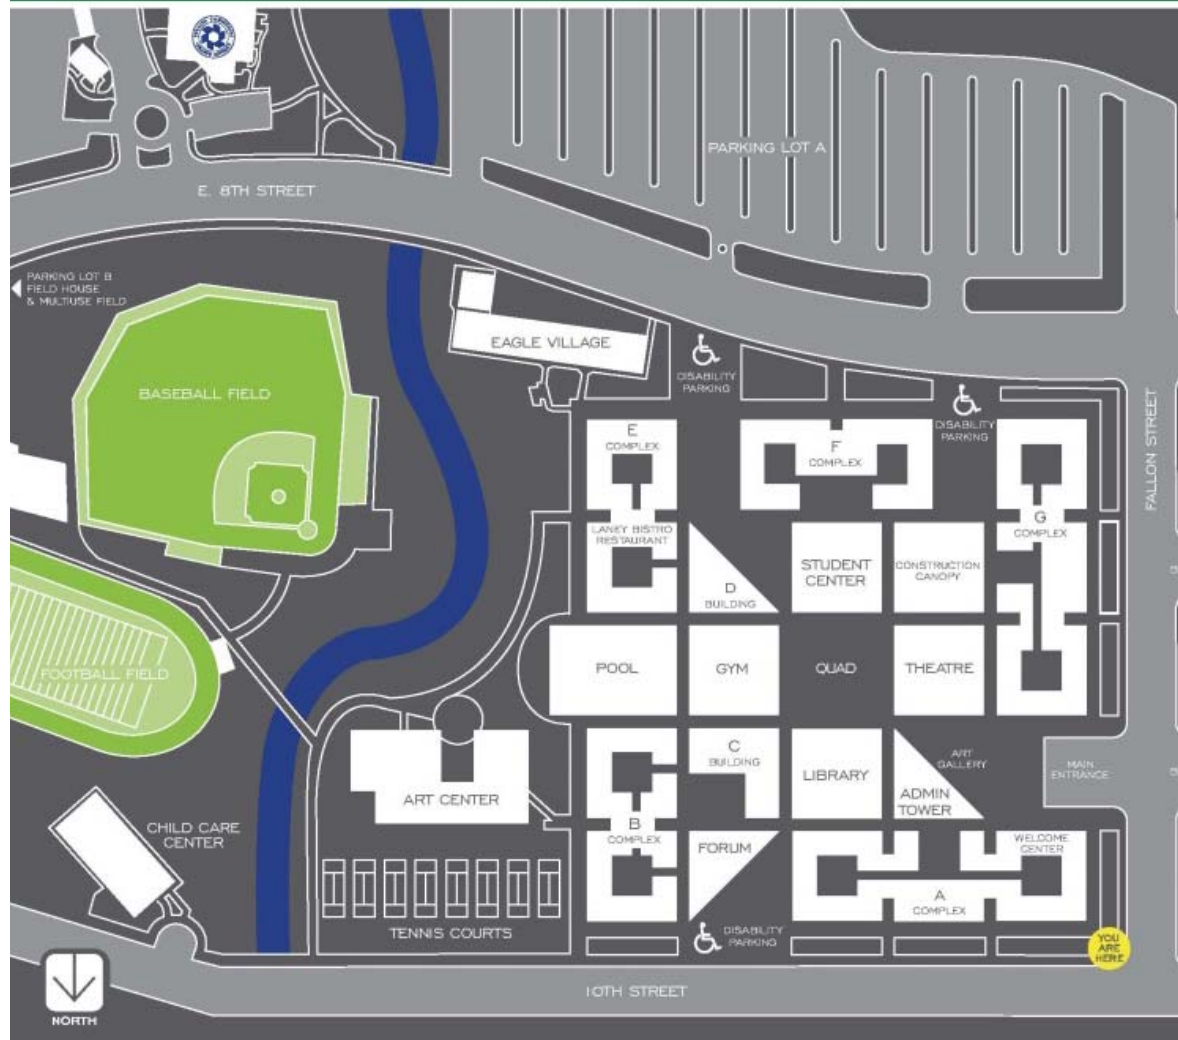 PARKING LOT A
E. 8TH STREET
PARKING LOT B
FIELD HOUSE
& MULTIUSE FIELD
EAGLE VILLAGE
DISABILITY
PARKING
BASEBALL FIELD
DISABILITY
PARKING
FALLON STREET
E
COMPLEX
F
COMPLEX
G
COMPLEX
LANEY BISTRO
RESTAURANT
D
BUILDING
STUDENT
CENTER
CONSTRUCTION
CANOPY
FOOTBALL FIELD
POOL
GYM
QUAD
THEATRE
C
BUILDING
LIBRARY
ART
GALLERY
ADMIN
TOWER
MAIN
ENTRANCE
ART CENTER
CHILD CARE
CENTER
B
COMPLEX
FORUM
WELCOME
CENTER
A
COMPLEX
TENNIS COURTS
DISABILITY
PARKING
YOU
ARE
HERE
10TH STREET
NORTH